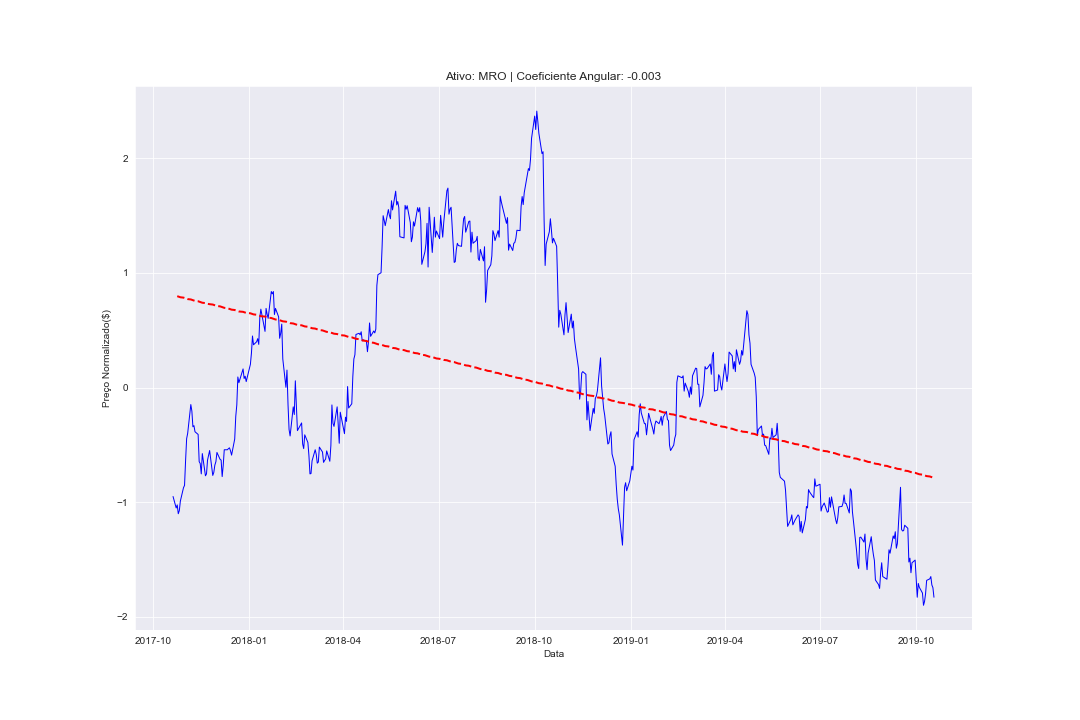 Ativo: MRO | Coeficiente Angular: -0.003
Preço Normalizado($)
2
1
0
−1
−2
2017-10 2018-01 2018-04 2018-07 2018-10 2019-01 2019-04 2019-07 2019-10
Data